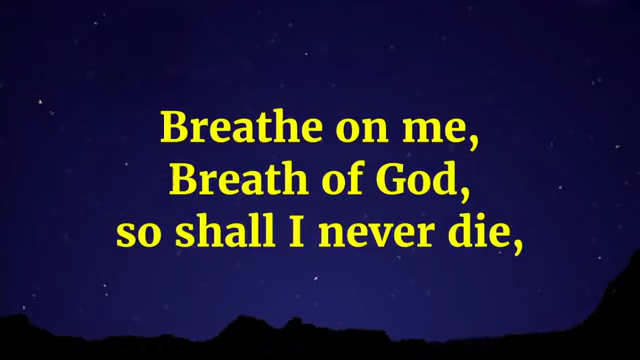 Breathe on me,
Breath of God,
so shall I never die,